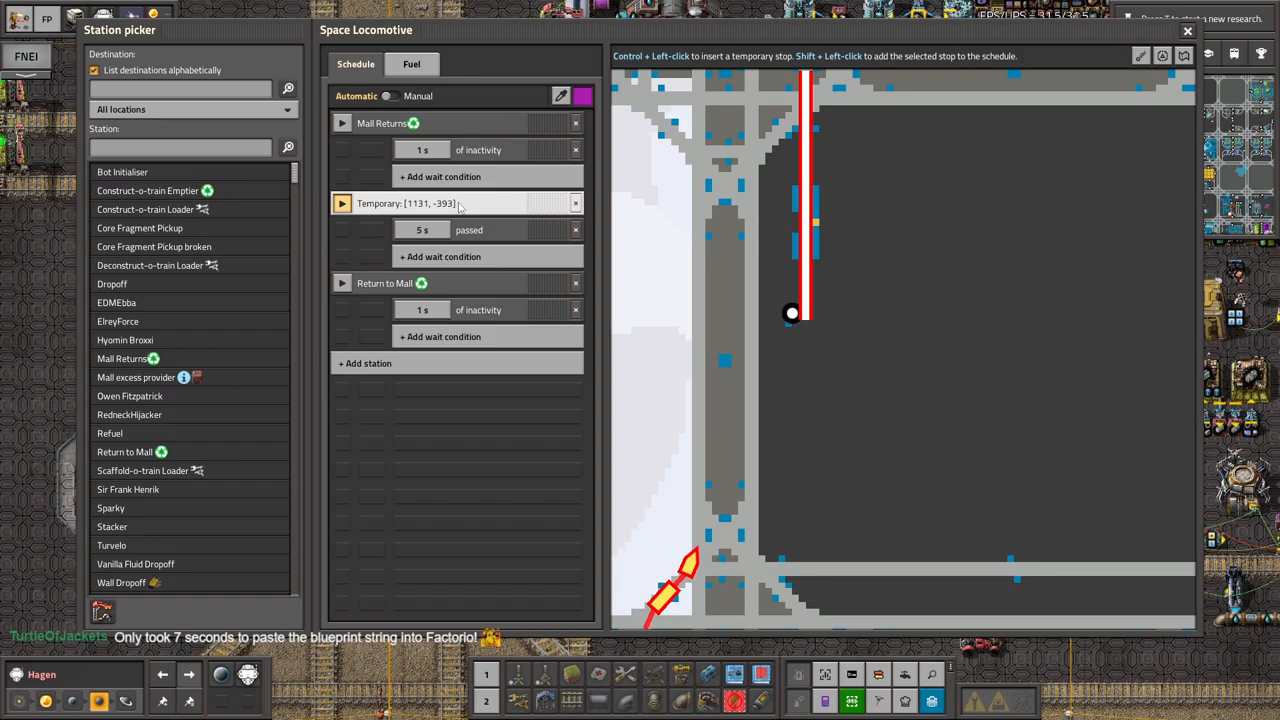 FP
FNEI
Station picker
Destination:
List destinations alphabetically
All locations
Station:
Bot Initialiser
Construct-o-train Emptier
Construct-o-train Loader
Core Fragment Pickup
Core Fragment Pickup broken
Deconstruct-o-train Loader
Dropoff
EDMEbba
ElreyForce
Hyomin Broxxi
Mall Returns
Mall excess provider
Owen Fitzpatrick
RedneckHijacker
Refuel
Return to Mall
Scaffold-o-train Loader
Sir Frank Henrik
Sparky
Stacker
Turvelo
Vanilla Fluid Dropoff
Wall Dropoff
Space Locomotive
Schedule
Fuel
Automatic
Manual
Mall Returns
1 s
of inactivity
+ Add wait condition
Temporary: [1131, -393]
5 s
passed
+ Add wait condition
Return to Mall
1 s
of inactivity
+ Add wait condition
+ Add station
Control + Left-click to insert a temporary stop. Shift + Left-click to add the selected stop to the schedule.
TurtleOfJackets Only took 7 seconds to paste the blueprint string into Factorio!
Hagen
1
2